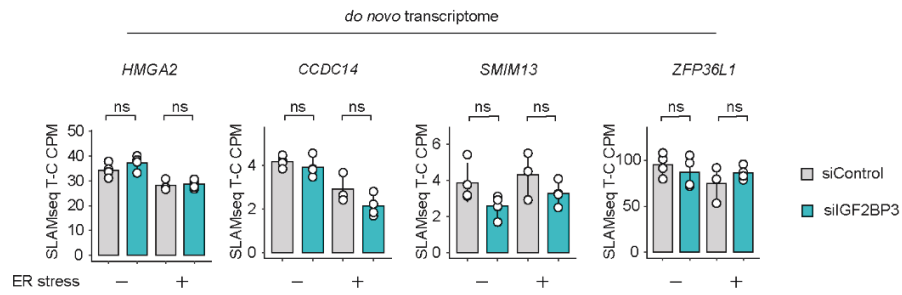 do novo transcriptome
HMGA2
CCDC14
SMIM13
ZFP36L1
ns ns
ns ns
ns ns
ns ns
SLAMseq T-C CPM
50
40
30
20
10
0
SLAMseq T-C CPM
4
2
0
SLAMseq T-C CPM
6
4
2
0
SLAMseq T-C CPM
100
50
0
siControl
siIGF2BP3
ER stress − + − + − + − +